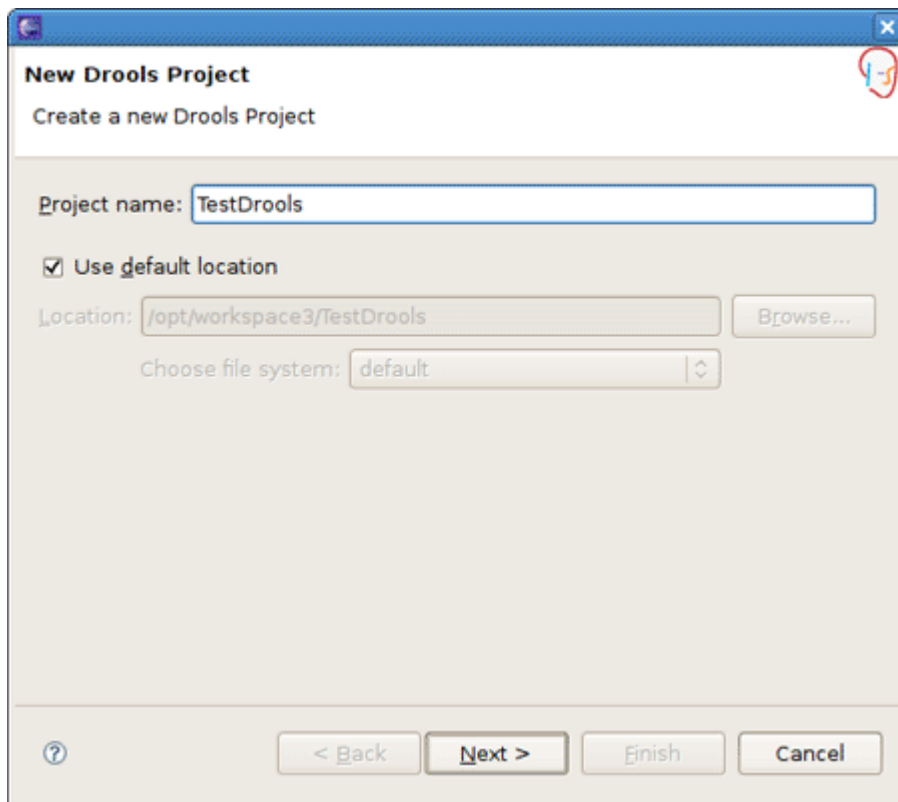 New Drools Project
Create a new Drools Project
Project name: TestDrools
Use default location
Location: /opt/workspace3/TestDrools Browse...
Choose file system: default
< Back Next > Finish Cancel